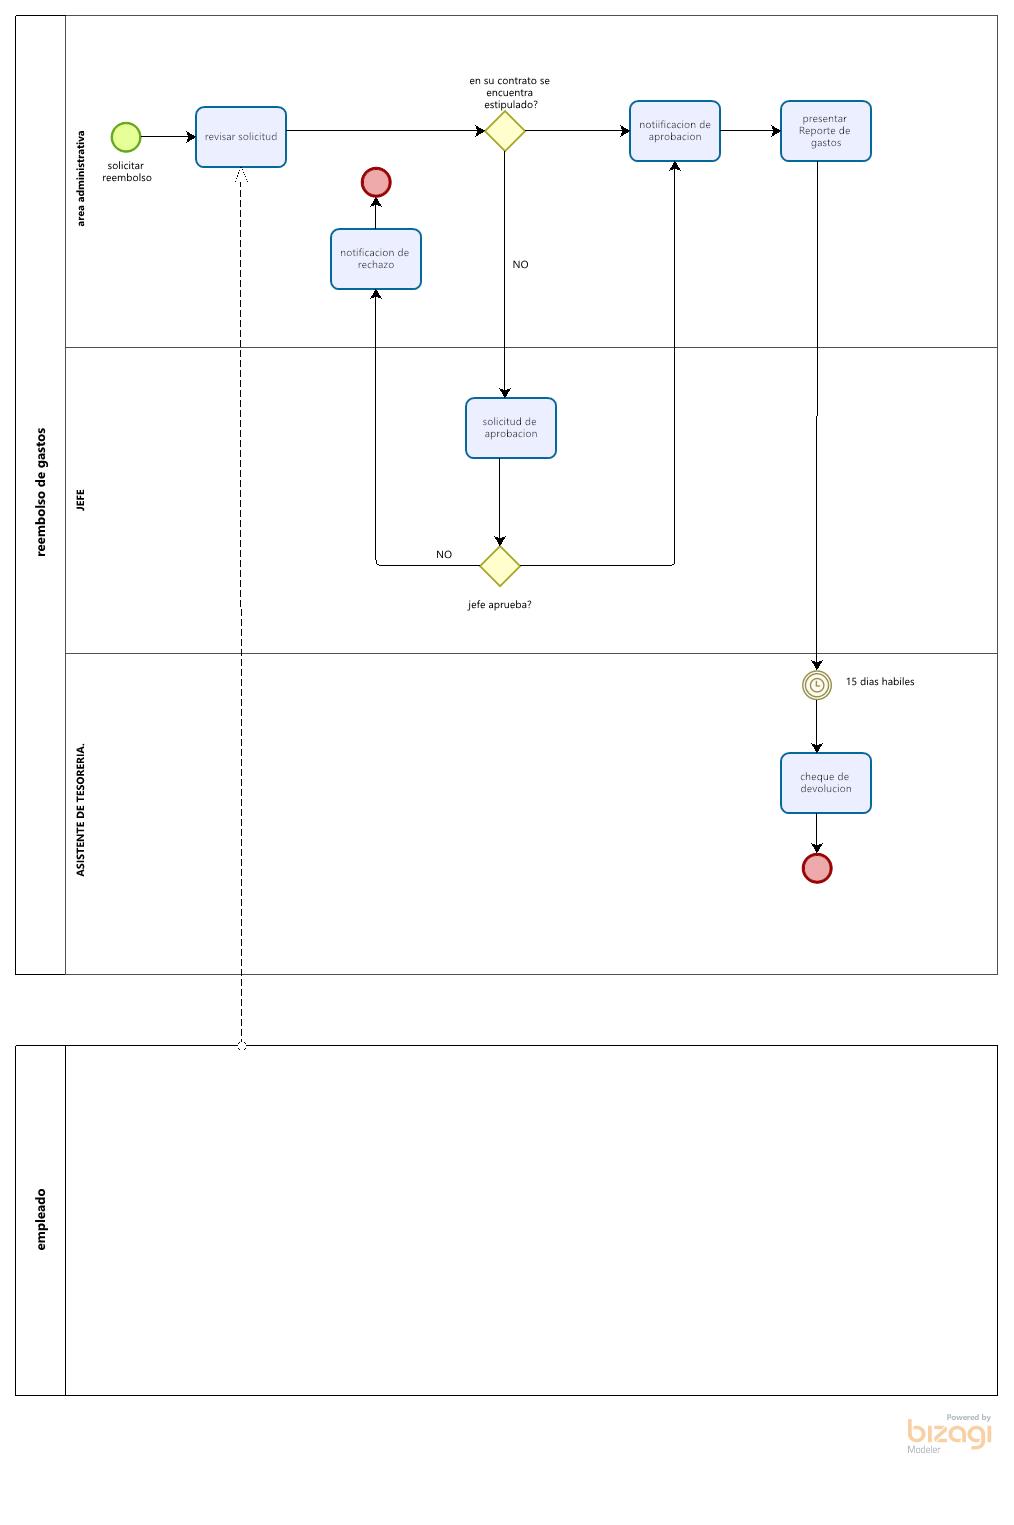 reembolso de gastos
area administrativa
solicitar
reembolso
revisar solicitud
en su contrato se
encuentra
estipulado?
notiificacion de
aprobacion
presentar
Reporte de
gastos
notificacion de
rechazo
NO
JEFE
solicitud de
aprobacion
NO
jefe aprueba?
ASISTENTE DE TESORERIA.
15 dias habiles
cheque de
devolucion
empleado
Powered by
bizagi
Modeler